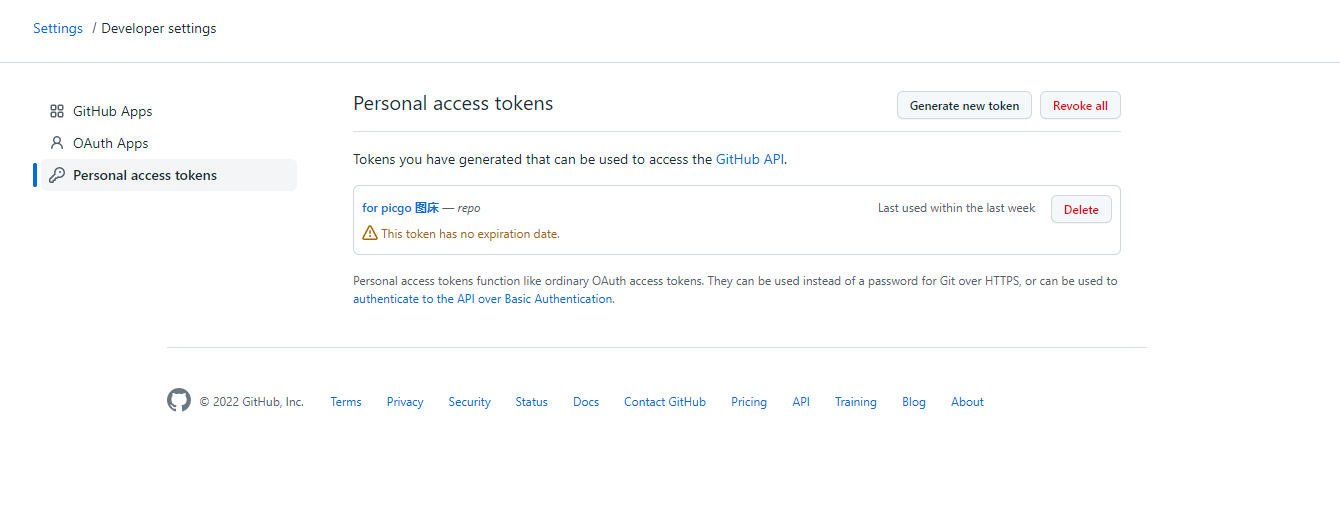 Settings / Developer settings
GitHub Apps
OAuth Apps
Personal access tokens
Personal access tokens
Generate new token
Revoke all
Tokens you have generated that can be used to access the GitHub API.
for picgo 图床 — repo
Last used within the last week
Delete
This token has no expiration date.
Personal access tokens function like ordinary OAuth access tokens. They can be used instead of a password for Git over HTTPS, or can be used to
authenticate to the API over Basic Authentication.
© 2022 GitHub, Inc. Terms Privacy Security Status Docs Contact GitHub Pricing API Training Blog About